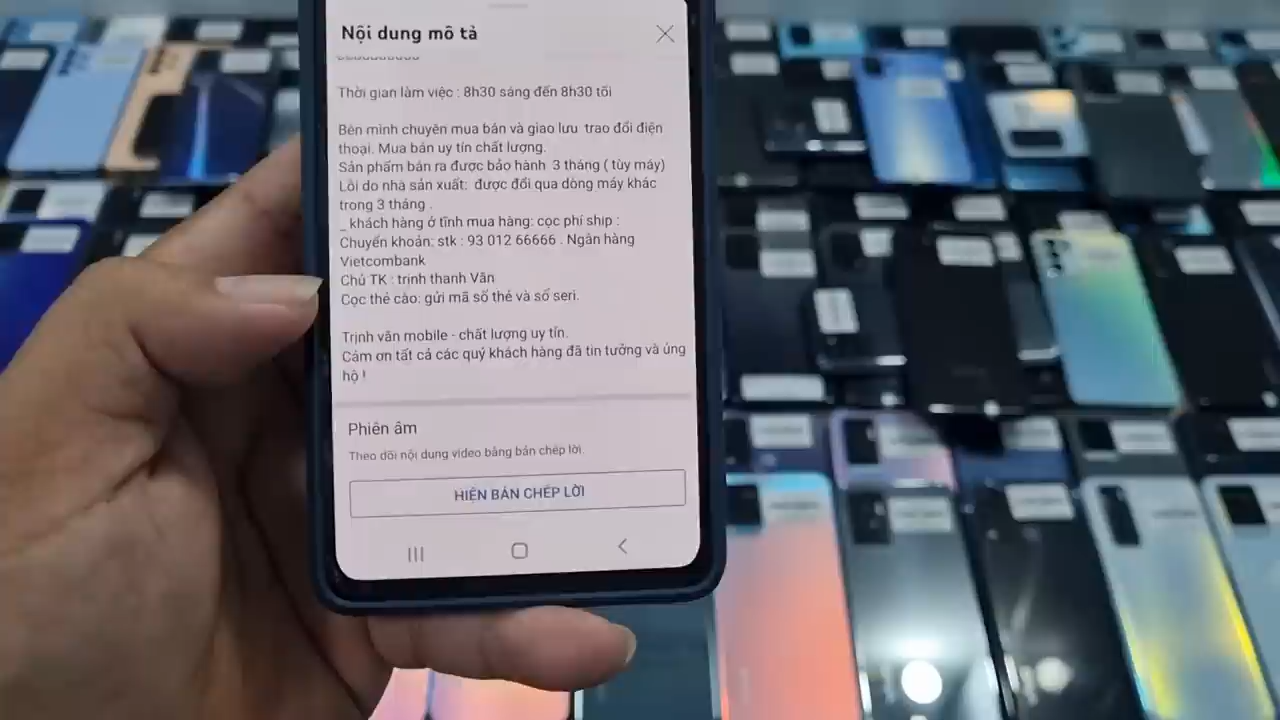 Nội dung mô tả
Thời gian làm việc : 8h30 sáng đến 8h30 tối
Bên mình chuyên mua bán và giao lưu trao đổi điện
thoại. Mua bán uy tín chất lượng.
Sản phẩm bán ra được bảo hành 3 tháng ( tùy máy)
Lỗi do nhà sản xuất: được đổi qua dòng máy khác
trong 3 tháng .
_ khách hàng ở tỉnh mua hàng: cọc phí ship :
Chuyển khoản: stk : 93 012 66666 . Ngân hàng
Vietcombank
Chủ TK : trịnh thanh Văn
Cọc thẻ cào: gửi mã số thẻ và số seri.
Trịnh văn mobile - chất lượng uy tín.
Cảm ơn tất cả các quý khách hàng đã tin tưởng và ủng
hộ !
Phiên âm
Theo dõi nội dung video bằng bản chép lời.
HIỆN BẢN CHÉP LỜI